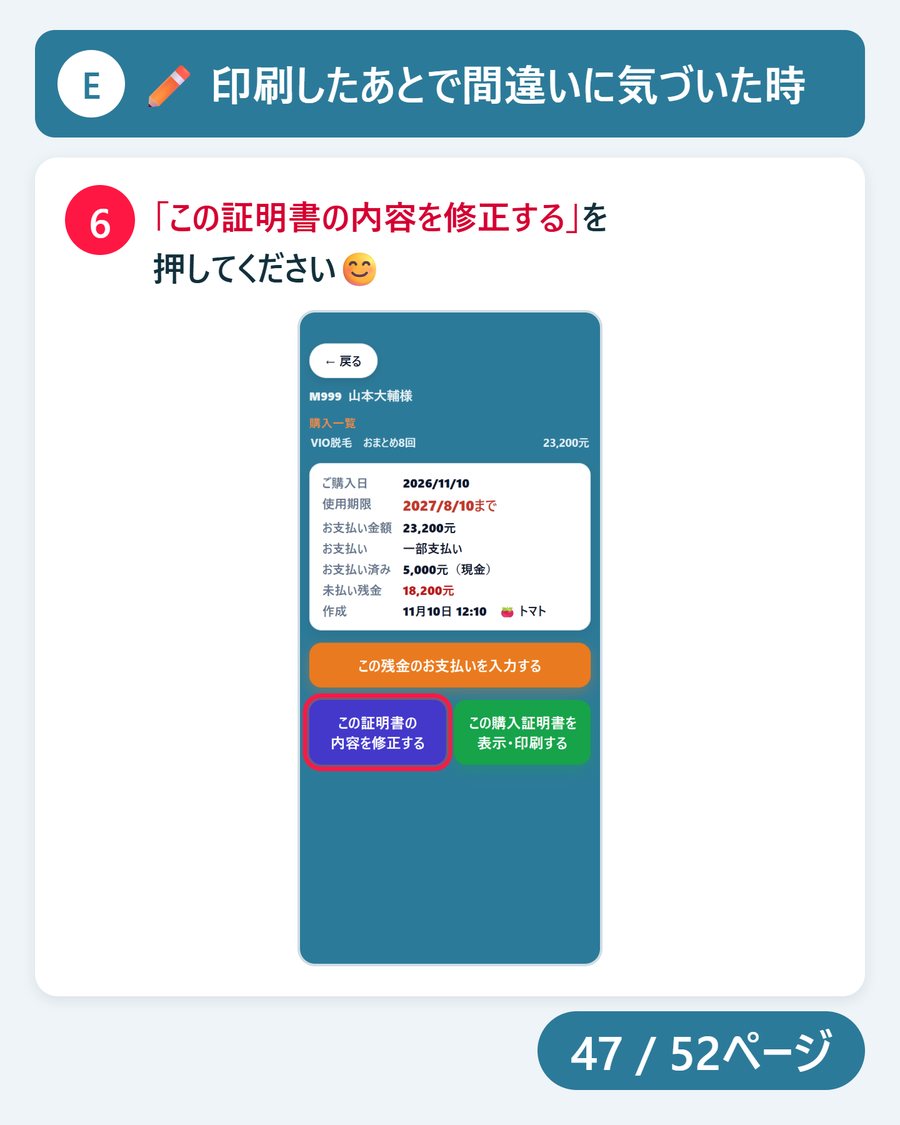 E ✏️ 印刷したあとで間違いに気づいた時
6 「この証明書の内容を修正する」を
押してください😊
← 戻る
M999 山本大輔様
購入一覧
VIO脱毛 おまとめ8回 23,200元
ご購入日 2026/11/10
使用期限 2027/8/10まで
お支払い金額 23,200元
お支払い 一部支払い
お支払い済み 5,000元（現金）
未払い残金 18,200元
作成 11月10日 12:10 🍅 トマト
この残金のお支払いを入力する
この証明書の
内容を修正する
この購入証明書を
表示・印刷する
47 / 52ページ